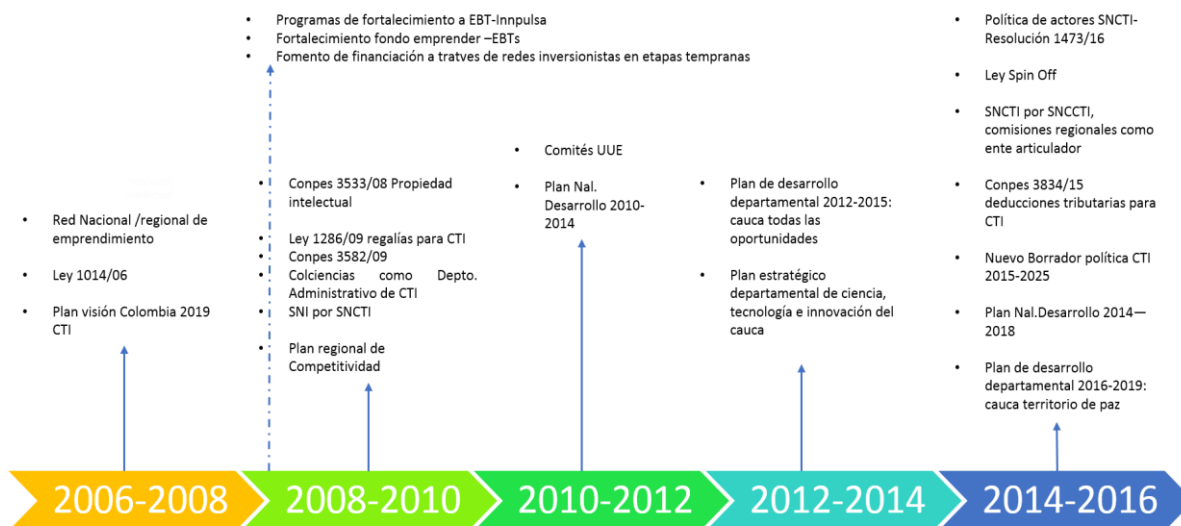 • Programas de fortalecimiento a EBT-Innpulsa
• Fortalecimiento fondo emprender –EBTs
• Fomento de financiación a tratves de redes inversionistas en etapas tempranas
• Red Nacional /regional de
emprendimiento
• Ley 1014/06
• Plan visión Colombia 2019
CTI
• Conpes 3533/08 Propiedad
intelectual
• Ley 1286/09 regalías para CTI
• Conpes 3582/09
• Colciencias como Depto.
Administrativo de CTI
• SNI por SNCTI
• Plan regional de
Competitividad
• Comités UUE
• Plan Nal.
Desarrollo 2010-
2014
• Plan de desarrollo
departamental 2012-2015:
cauca todas las
oportunidades
• Plan estratégico
departamental de ciencia,
tecnología e innovación del
cauca
• Política de actores SNCTI-
Resolución 1473/16
• Ley Spin Off
• SNCTI por SNCCTI,
comisiones regionales como
ente articulador
• Conpes 3834/15
deducciones tributarias para
CTI
• Nuevo Borrador política CTI
2015-2025
• Plan Nal.Desarrollo 2014—
2018
• Plan de desarrollo
departamental 2016-2019:
cauca territorio de paz
2006-2008
2008-2010
2010-2012
2012-2014
2014-2016